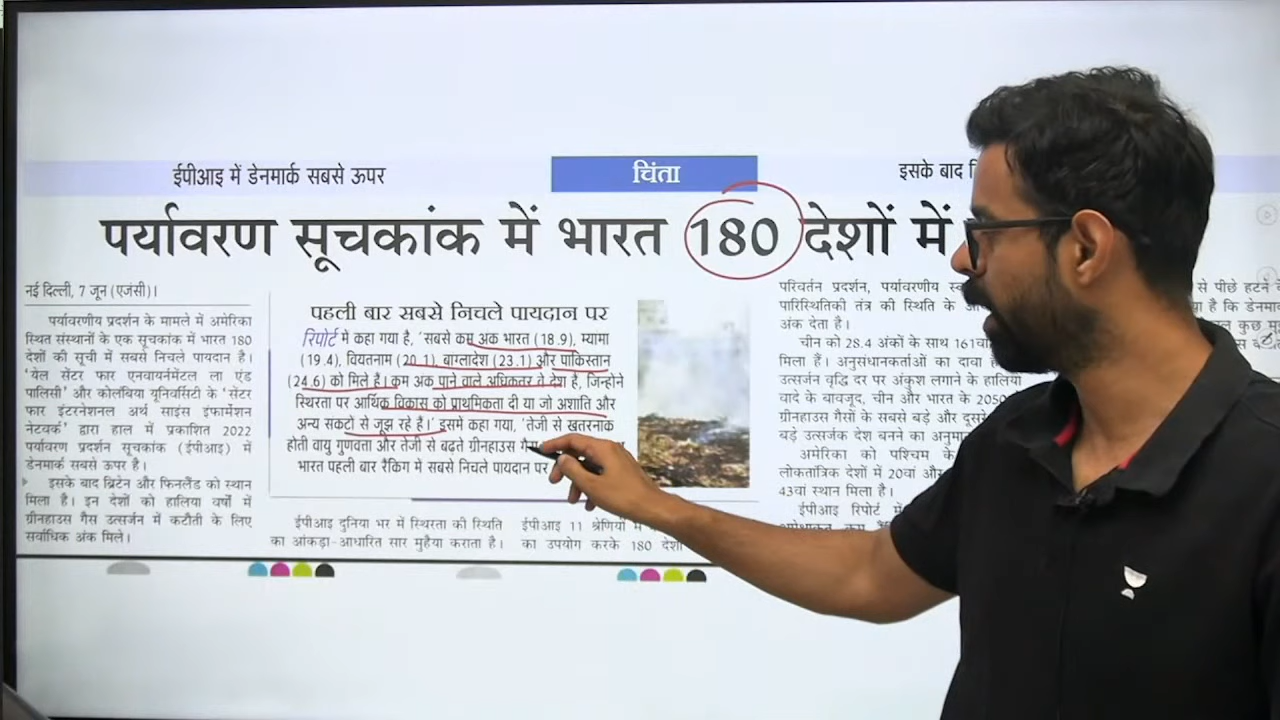 ईपीआइ में डेनमार्क सबसे ऊपर
चिंता
इसके बाद
पर्यावरण सूचकांक में भारत 180 देशों में
नई दिल्ली, 7 जून (एजंसी)।
पर्यावरणीय प्रदर्शन के मामले में अमेरिका
स्थित संस्थानों के एक सूचकांक में भारत 180
देशों की सूची में सबसे निचले पायदान है।
'येल सेंटर फार एनवायर्नमेंटल ला एंड
पालिसी' और कोलंबिया यूनिवर्सिटी के 'सेंटर
फार इंटरनेशनल अर्थ साइंस इंफार्मेशन
नेटवर्क' द्वारा हाल में प्रकाशित 2022
पर्यावरण प्रदर्शन सूचकांक (ईपीआइ) में
डेनमार्क सबसे ऊपर है।
इसके बाद ब्रिटेन और फिनलैंड को स्थान
मिला है। इन देशों को हालिया वर्षों में
ग्रीनहाउस गैस उत्सर्जन में कटौती के लिए
सर्वाधिक अंक मिले।
पहली बार सबसे निचले पायदान पर
रिपोर्ट मे कहा गया है, 'सबसे कम अक भारत (18.9), म्यामा
(19.4), वियतनाम (20.1), बाग्लादेश (23.1) और पाकिस्तान
(24.6) को मिले है। कम अक पाने वाले अधिकतर वे देश है, जिन्होने
स्थिरता पर आर्थिक विकास को प्राथमिकता दी या जो अशाति और
अन्य सकटों से जूझ रहे है।' इसमे कहा गया, 'तेजी से खतरनाक
होती वायु गुणवत्ता और तेजी से बढ़ते ग्रीनहाउस गैस
भारत पहली बार रैकिंग मे सबसे निचले पायदान पर
ईपीआइ दुनिया भर में स्थिरता की स्थिति
का आंकड़ा-आधारित सार मुहैया कराता है।
ईपीआइ 11 श्रेणियों में
का उपयोग करके 180 देशों
परिवर्तन प्रदर्शन, पर्यावरणीय
पारिस्थितिकी तंत्र की स्थिति के
अंक देता है।
चीन को 28.4 अंकों के साथ 161वां
मिला हैं। अनुसंधानकर्ताओं का दावा
उत्सर्जन वृद्धि दर पर अंकुश लगाने के हालिया
वादे के बावजूद, चीन और भारत के 2050
ग्रीनहाउस गैसों के सबसे बड़े और दूसरे
बड़े उत्सर्जक देश बनने का अनुमान
अमेरिका को पश्चिम के
लोकतांत्रिक देशों में 20वां और
43वां स्थान मिला है।
ईपीआइ रिपोर्ट में
से पीछे हटने
है कि डेनमार्क
कुछ